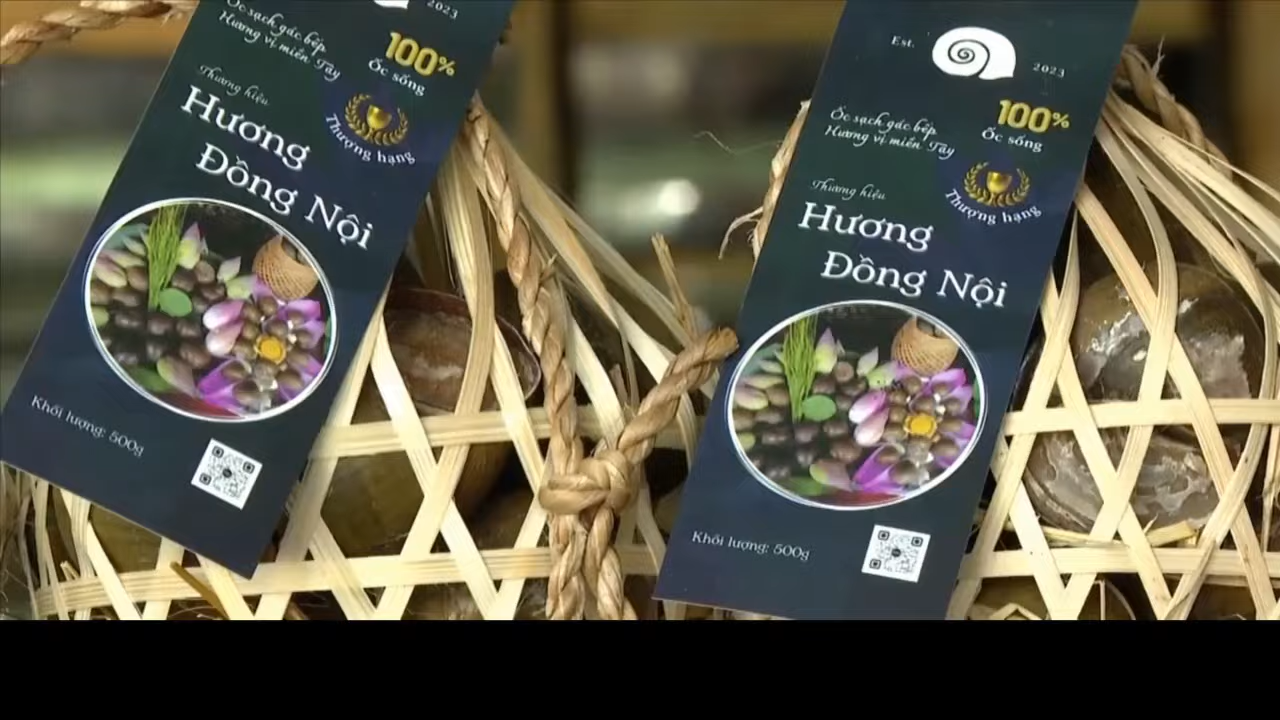 2023
Ốc sạch gác bếp
Hương vị miền Tây
100%
Ốc sống
Thượng hạng
Thương hiệu
Hương
Đồng Nội
Khối lượng: 500g
Est.
2023
Ốc sạch gác bếp
Hương vị miền Tây
100%
Ốc sống
Thượng hạng
Thương hiệu
Hương
Đồng Nội
Khối lượng: 500g